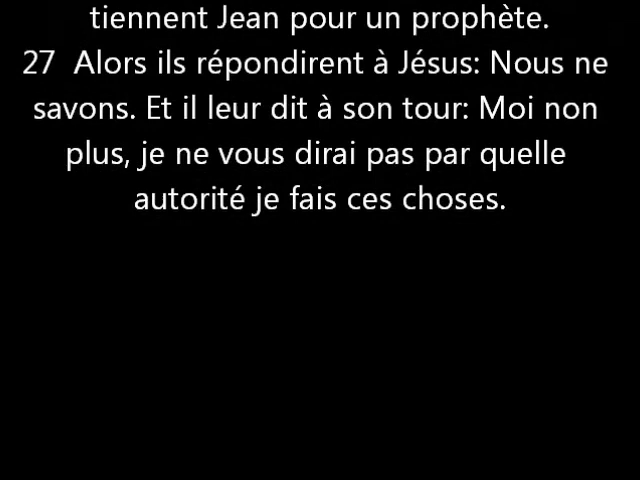 tiennent Jean pour un prophète.
27  Alors ils répondirent à Jésus: Nous ne
savons. Et il leur dit à son tour: Moi non
plus, je ne vous dirai pas par quelle
autorité je fais ces choses.